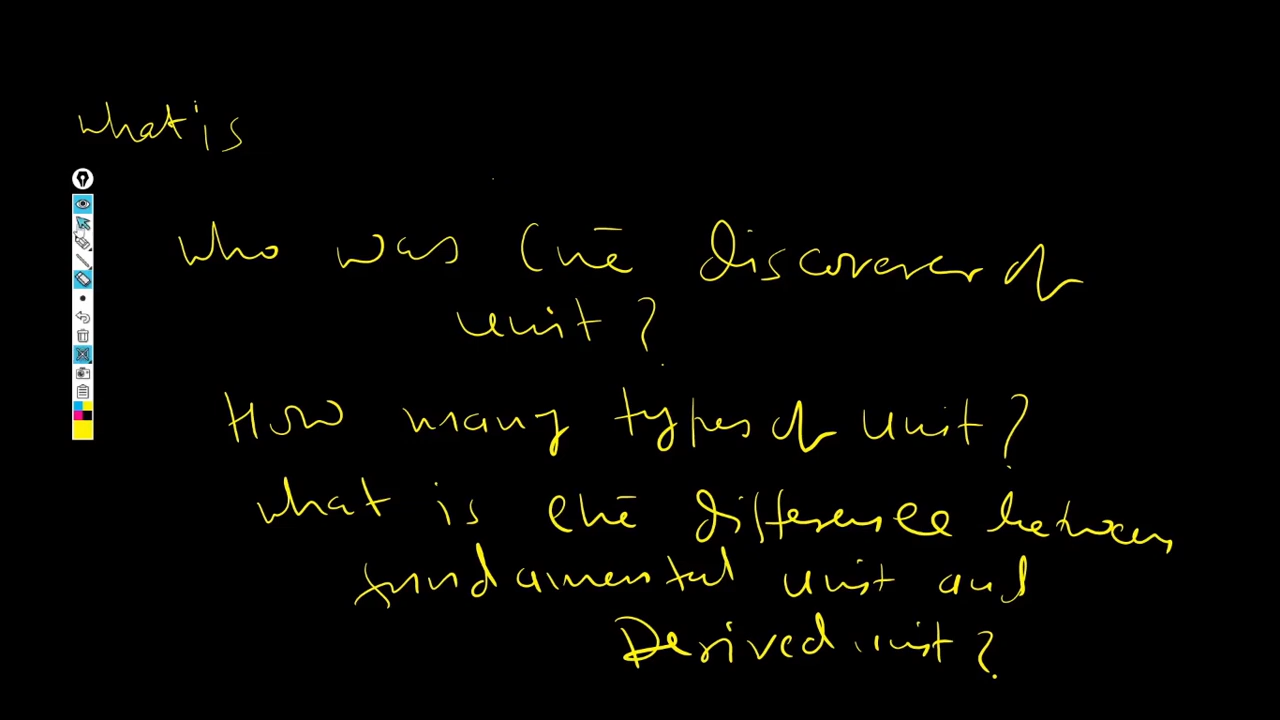 what is
who was the discoverer of
unit?
How many types of unit?
what is the difference between
fundamental unit and
Derived unit?